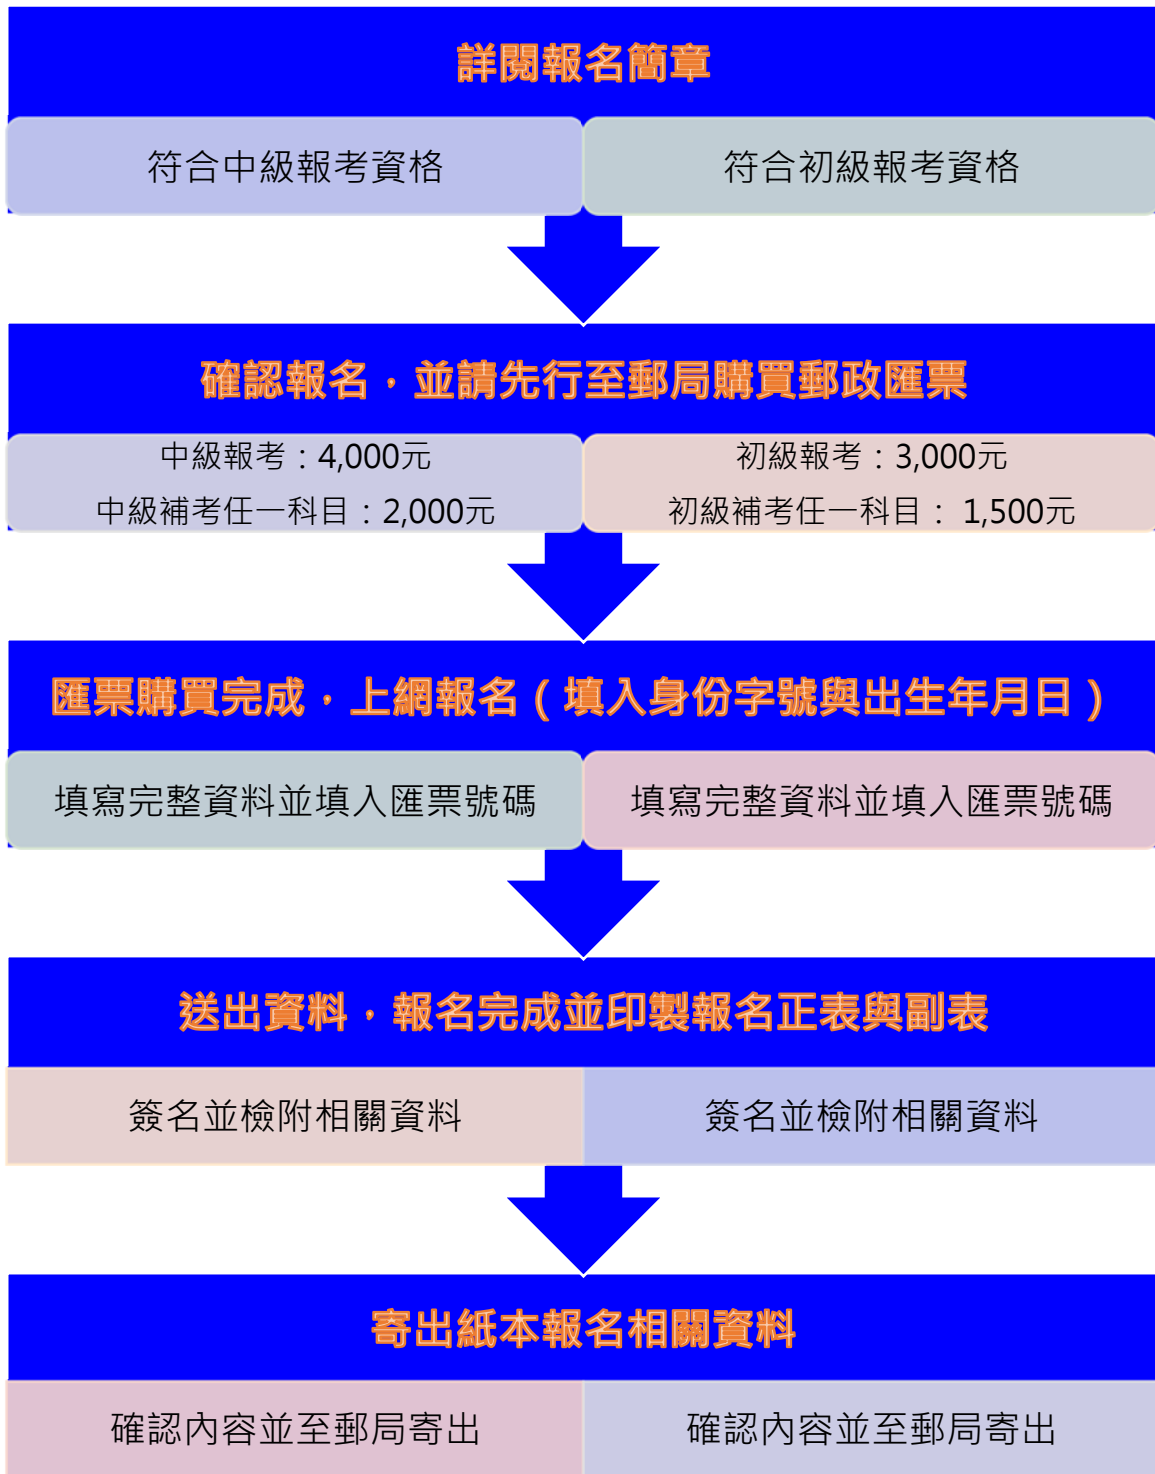 詳閱報名簡章
符合中級報考資格
符合初級報考資格
確認報名，並請先行至郵局購買郵政匯票
中級報考：4,000元
中級補考任一科目：2,000元
初級報考：3,000元
初級補考任一科目： 1,500元
匯票購買完成，上網報名（填入身份字號與出生年月日）
填寫完整資料並填入匯票號碼
填寫完整資料並填入匯票號碼
送出資料，報名完成並印製報名正表與副表
簽名並檢附相關資料
簽名並檢附相關資料
寄出紙本報名相關資料
確認內容並至郵局寄出
確認內容並至郵局寄出